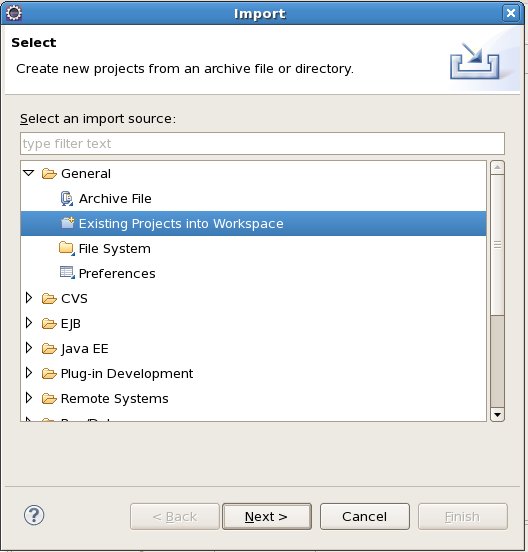 Import
Select
Create new projects from an archive file or directory.
Select an import source:
type filter text
General
Archive File
Existing Projects into Workspace
File System
Preferences
CVS
EJB
Java EE
Plug-in Development
Remote Systems
?
< Back
Next >
Cancel
Finish